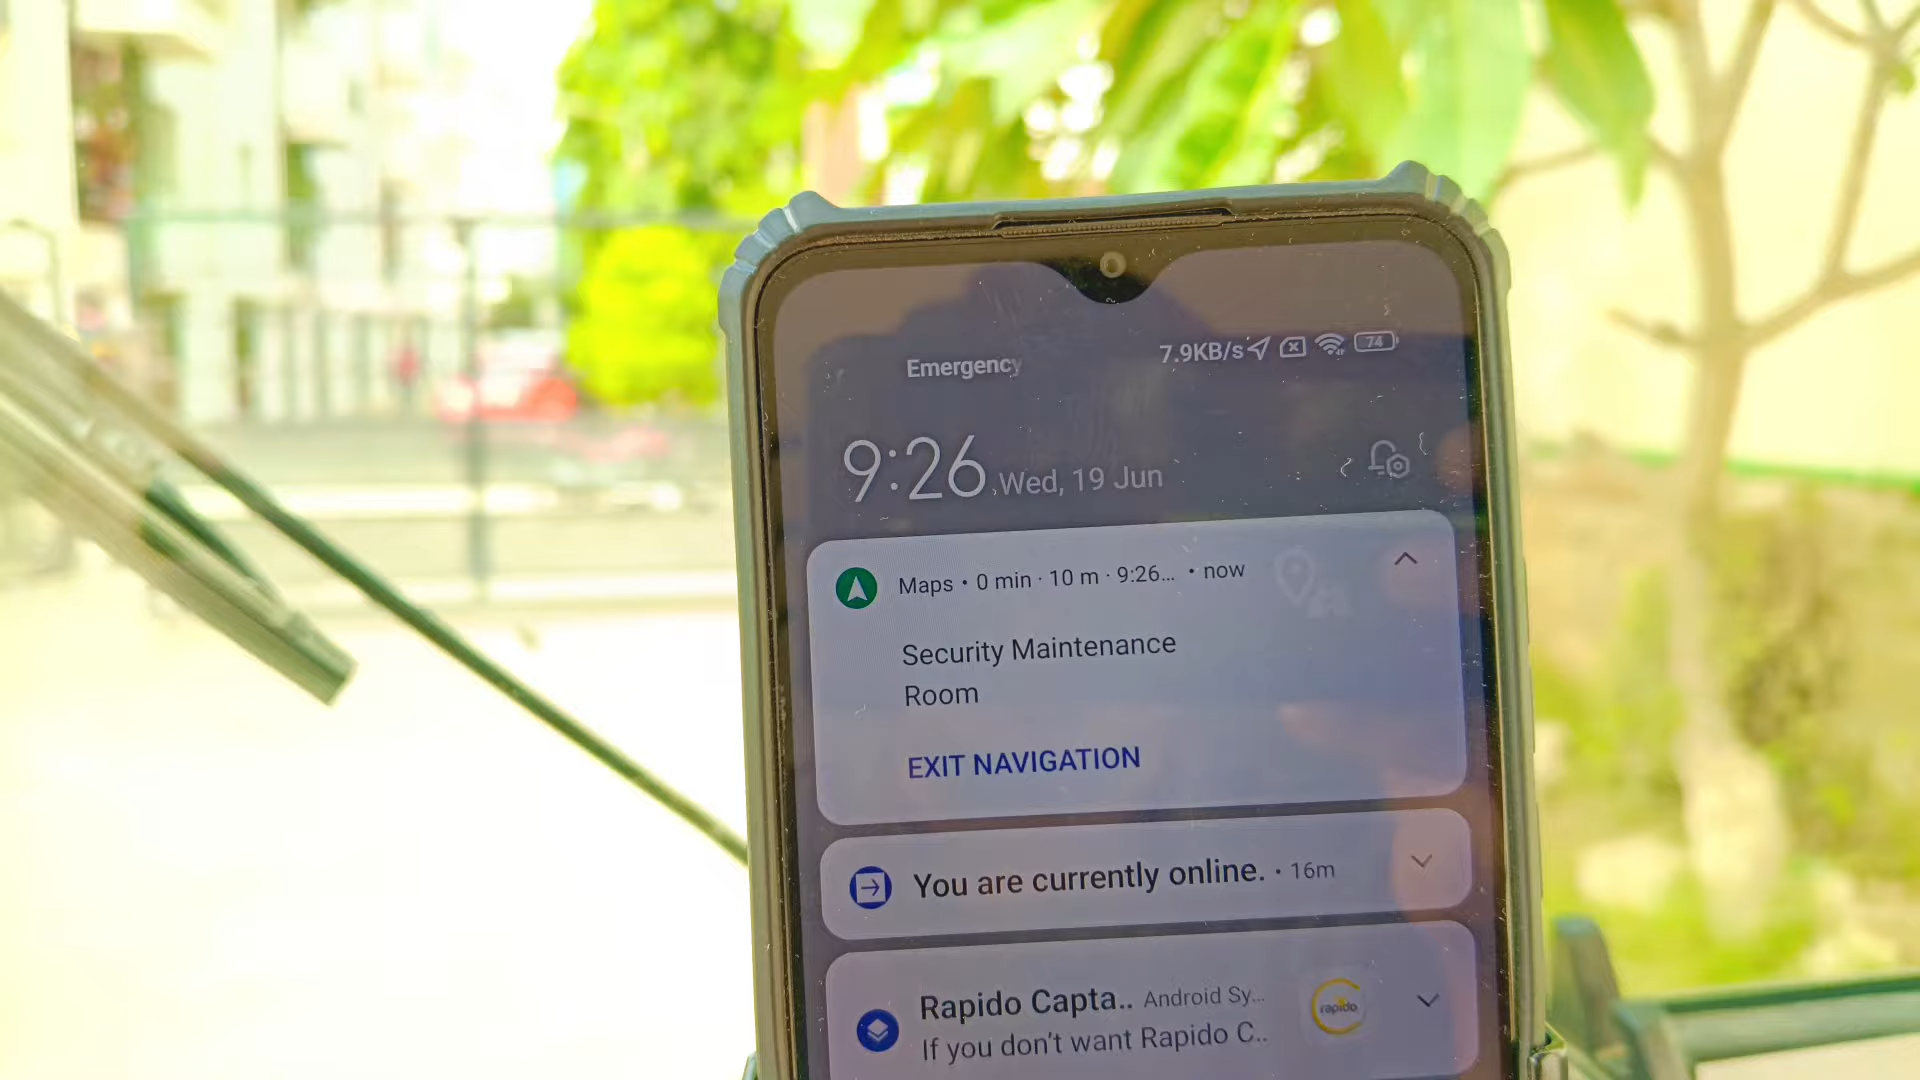 Emergency 7.9KB/s 74
9:26 Wed, 19 Jun
Maps • 0 min · 10 m · 9:26... • now
Security Maintenance
Room
EXIT NAVIGATION
You are currently online. • 16m
Rapido Capta.. Android Sy...
rapido
If you don't want Rapido C..